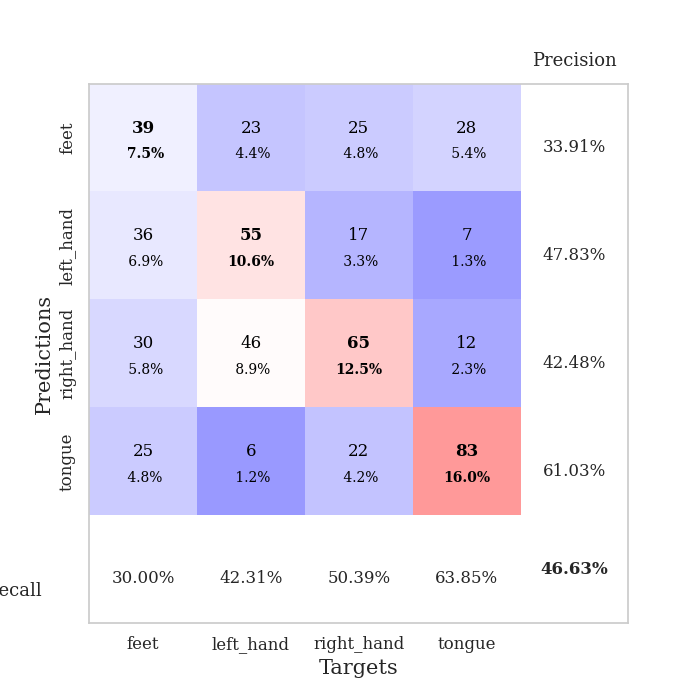 Precision
feet 39 23 25 28
7.5% 4.4% 4.8% 5.4% 33.91%
left_hand 36 55 17 7
6.9% 10.6% 3.3% 1.3% 47.83%
Predictions
right_hand 30 46 65 12
5.8% 8.9% 12.5% 2.3% 42.48%
tongue 25 6 22 83
4.8% 1.2% 4.2% 16.0% 61.03%
ecall 30.00% 42.31% 50.39% 63.85% 46.63%
feet left_hand right_hand tongue
Targets